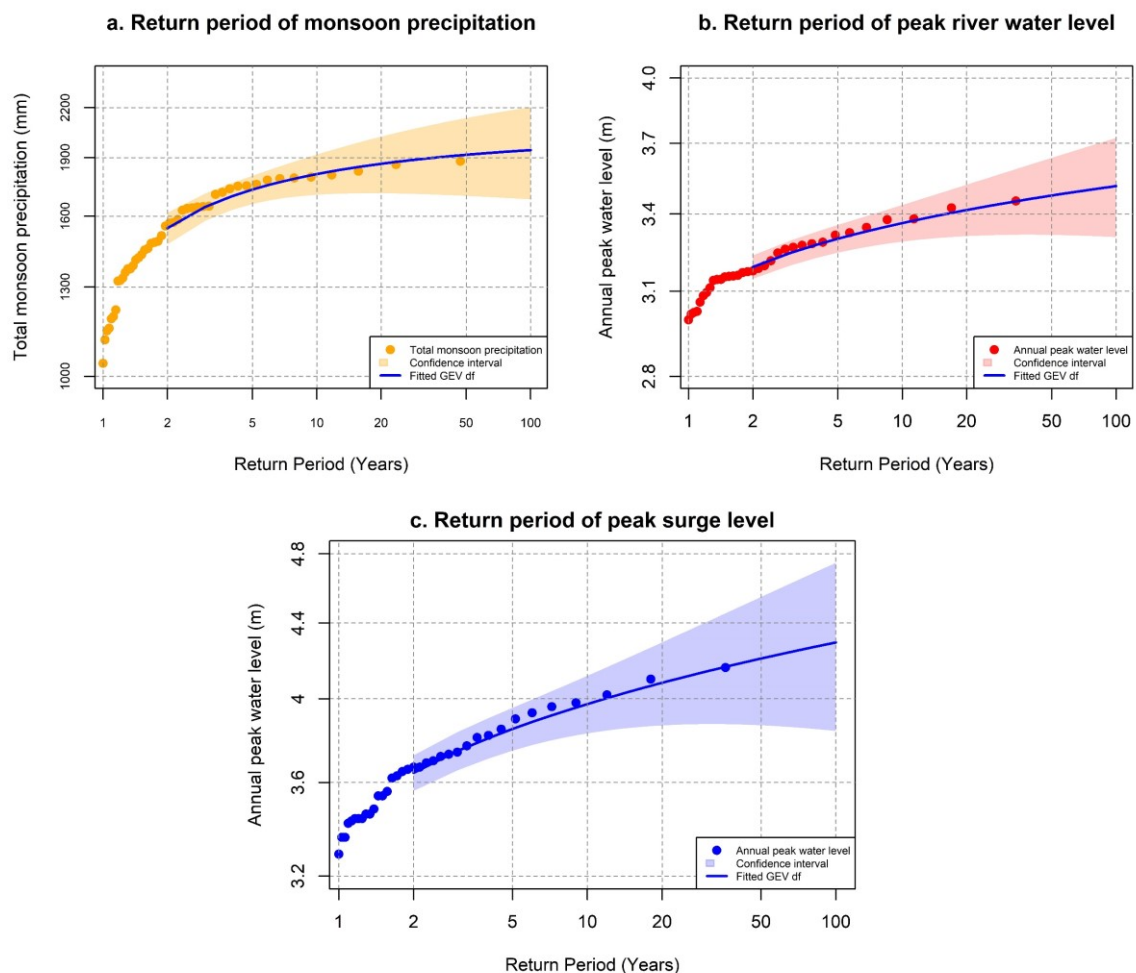 a. Return period of monsoon precipitation
Total monsoon precipitation (mm)
2200
1900
1600
1300
1000
Total monsoon precipitation
Confidence interval
Fitted GEV df
1 2 5 10 20 50 100
Return Period (Years)
b. Return period of peak river water level
Annual peak water level (m)
4.0
3.7
3.4
3.1
2.8
Annual peak water level
Confidence interval
Fitted GEV df
1 2 5 10 20 50 100
Return Period (Years)
c. Return period of peak surge level
Annual peak water level (m)
4.8
4.4
4
3.6
3.2
Annual peak water level
Confidence interval
Fitted GEV df
1 2 5 10 20 50 100
Return Period (Years)